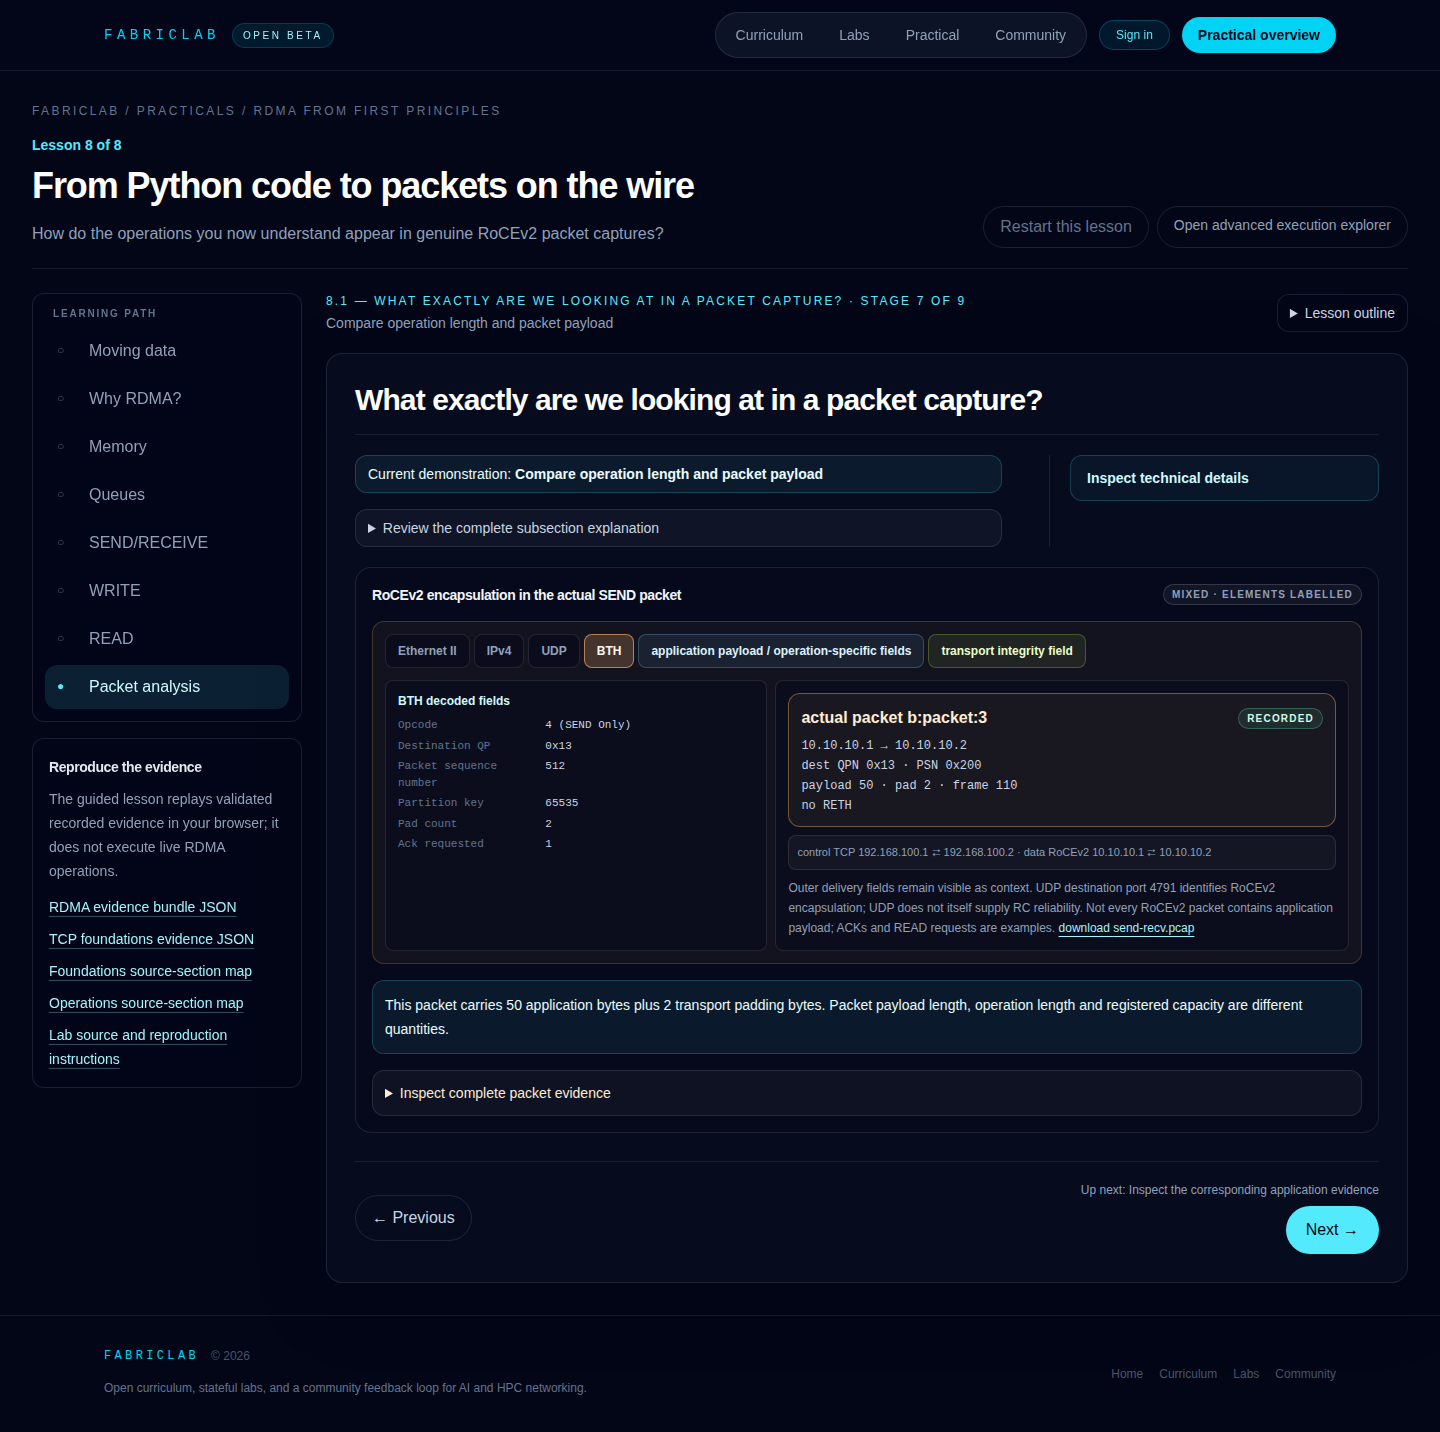 FABRICLAB OPEN BETA Curriculum Labs Practical Community Sign in Practical overview
FABRICLAB / PRACTICALS / RDMA FROM FIRST PRINCIPLES
Lesson 8 of 8
From Python code to packets on the wire
How do the operations you now understand appear in genuine RoCEv2 packet captures?
Restart this lesson Open advanced execution explorer
LEARNING PATH
Moving data
Why RDMA?
Memory
Queues
SEND/RECEIVE
WRITE
READ
Packet analysis
Reproduce the evidence
The guided lesson replays validated
recorded evidence in your browser; it
does not execute live RDMA
operations.
RDMA evidence bundle JSON
TCP foundations evidence JSON
Foundations source-section map
Operations source-section map
Lab source and reproduction
instructions
8.1 — WHAT EXACTLY ARE WE LOOKING AT IN A PACKET CAPTURE? · STAGE 7 OF 9
Compare operation length and packet payload
▶ Lesson outline
What exactly are we looking at in a packet capture?
Current demonstration: Compare operation length and packet payload
Inspect technical details
▶ Review the complete subsection explanation
RoCEv2 encapsulation in the actual SEND packet
MIXED · ELEMENTS LABELLED
Ethernet II IPv4 UDP BTH application payload / operation-specific fields transport integrity field
BTH decoded fields
Opcode 4 (SEND Only)
Destination QP 0x13
Packet sequence 512
number
Partition key 65535
Pad count 2
Ack requested 1
actual packet b:packet:3 RECORDED
10.10.10.1 → 10.10.10.2
dest QPN 0x13 · PSN 0x200
payload 50 · pad 2 · frame 110
no RETH
control TCP 192.168.100.1 ⇄ 192.168.100.2 · data RoCEv2 10.10.10.1 ⇄ 10.10.10.2
Outer delivery fields remain visible as context. UDP destination port 4791 identifies RoCEv2
encapsulation; UDP does not itself supply RC reliability. Not every RoCEv2 packet contains application
payload; ACKs and READ requests are examples. download send-recv.pcap
This packet carries 50 application bytes plus 2 transport padding bytes. Packet payload length, operation length and registered capacity are different
quantities.
▶ Inspect complete packet evidence
Up next: Inspect the corresponding application evidence
← Previous
Next →
FABRICLAB © 2026
Open curriculum, stateful labs, and a community feedback loop for AI and HPC networking.
Home Curriculum Labs Community